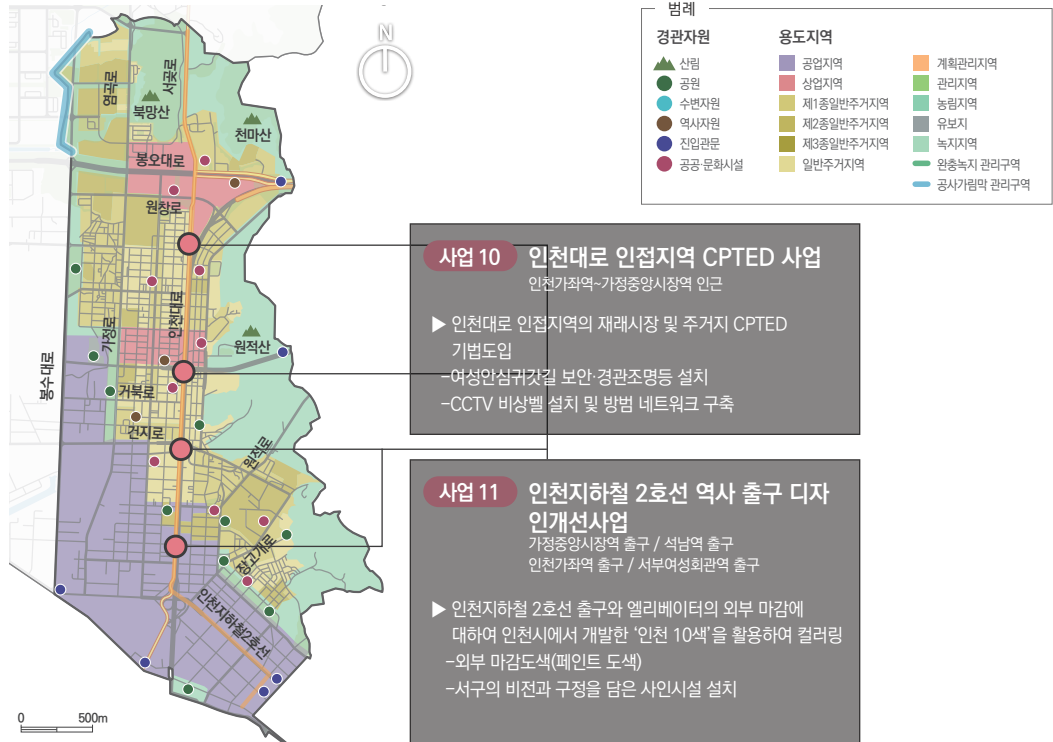 범례
경관자원
산림
공원
수변자원
역사자원
진입관문
공공·문화시설
용도지역
공업지역
상업지역
제1종일반주거지역
제2종일반주거지역
제3종일반주거지역
일반주거지역
계획관리지역
관리지역
농림지역
유보지
녹지지역
완충녹지 관리구역
공사가림막 관리구역
N
염곡로
서곶로
북망산
천마산
봉오대로
원창로
인천대로
가정로
원적산
봉수대로
거북로
건지로
원적로
장고개로
인천지하철2호선
0 500m
사업 10 인천대로 인접지역 CPTED 사업
인천가좌역~가정중앙시장역 인근
▶ 인천대로 인접지역의 재래시장 및 주거지 CPTED
기법도입
-여성안심귀갓길 보안·경관조명등 설치
-CCTV 비상벨 설치 및 방범 네트워크 구축
사업 11 인천지하철 2호선 역사 출구 디자
인개선사업
가정중앙시장역 출구 / 석남역 출구
인천가좌역 출구 / 서부여성회관역 출구
▶ 인천지하철 2호선 출구와 엘리베이터의 외부 마감에
대하여 인천시에서 개발한 ‘인천 10색’을 활용하여 컬러링
-외부 마감도색(페인트 도색)
-서구의 비전과 구정을 담은 사인시설 설치